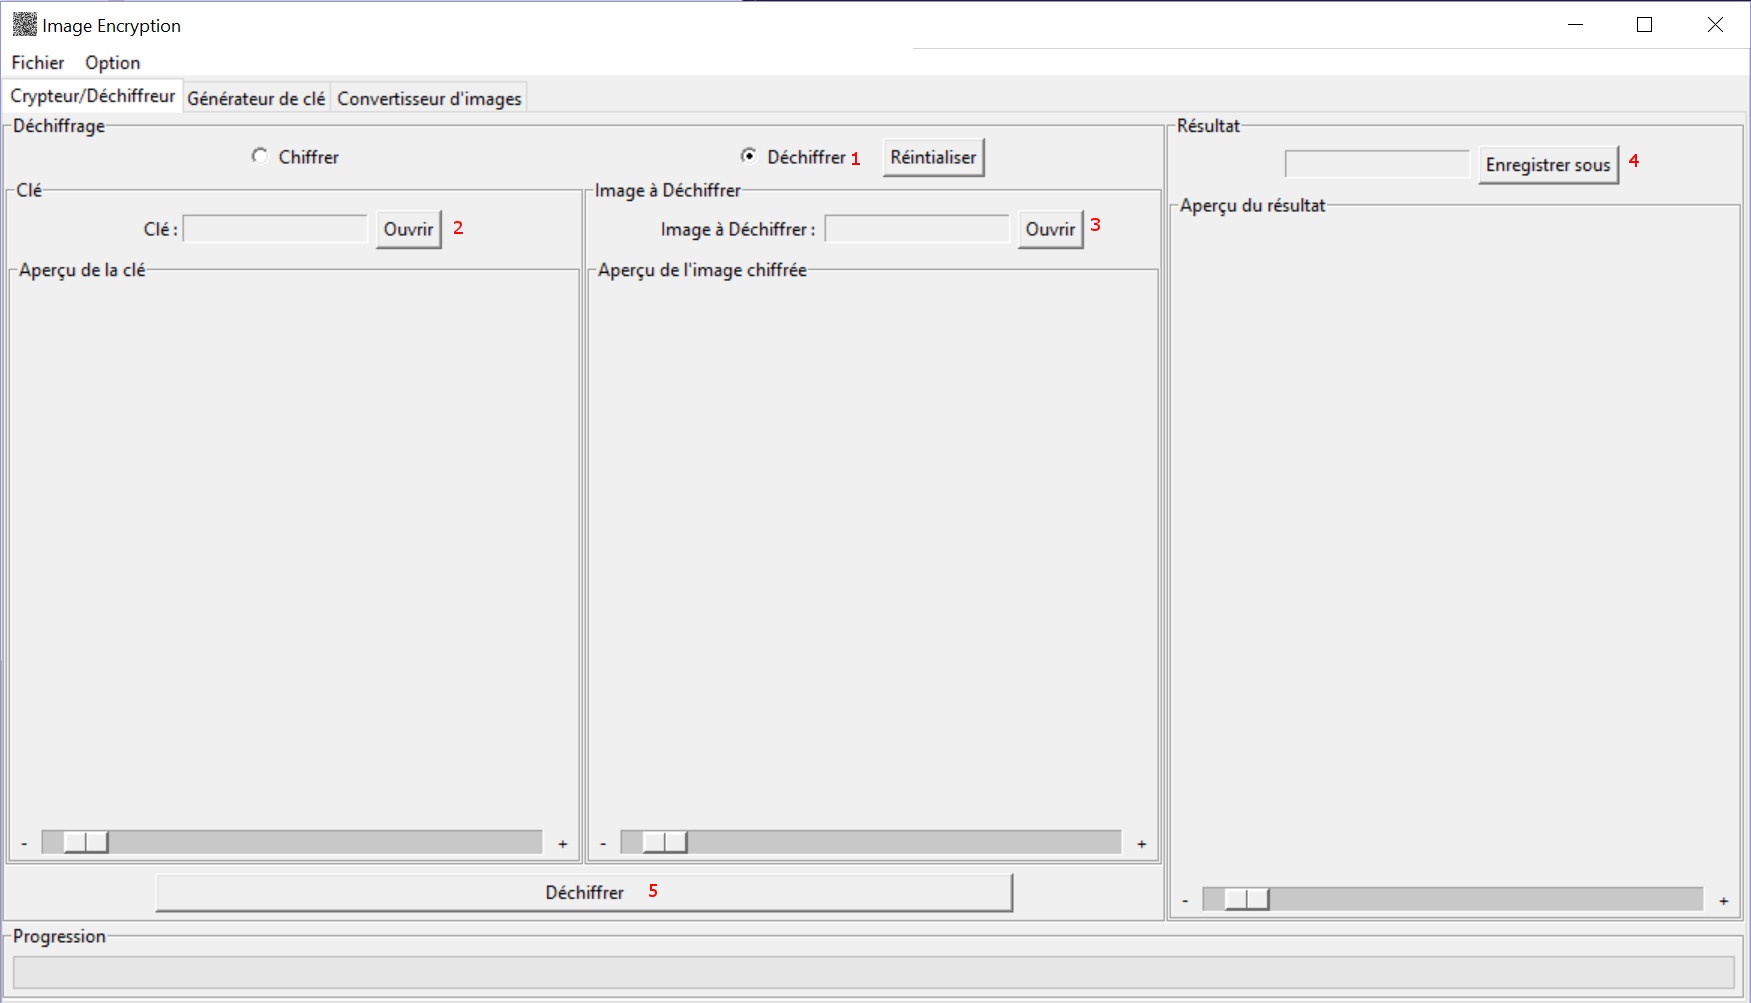 Image Encryption
Fichier Option
Crypteur/Déchiffreur Générateur de clé Convertisseur d'images
Déchiffrage
Chiffrer Déchiffrer 1 Réintialiser
Clé
Clé : Ouvrir 2
Aperçu de la clé
- +
Image à Déchiffrer
Image à Déchiffrer : Ouvrir 3
Aperçu de l'image chiffrée
- +
Déchiffrer 5
Résultat
Enregistrer sous 4
Aperçu du résultat
- +
Progression